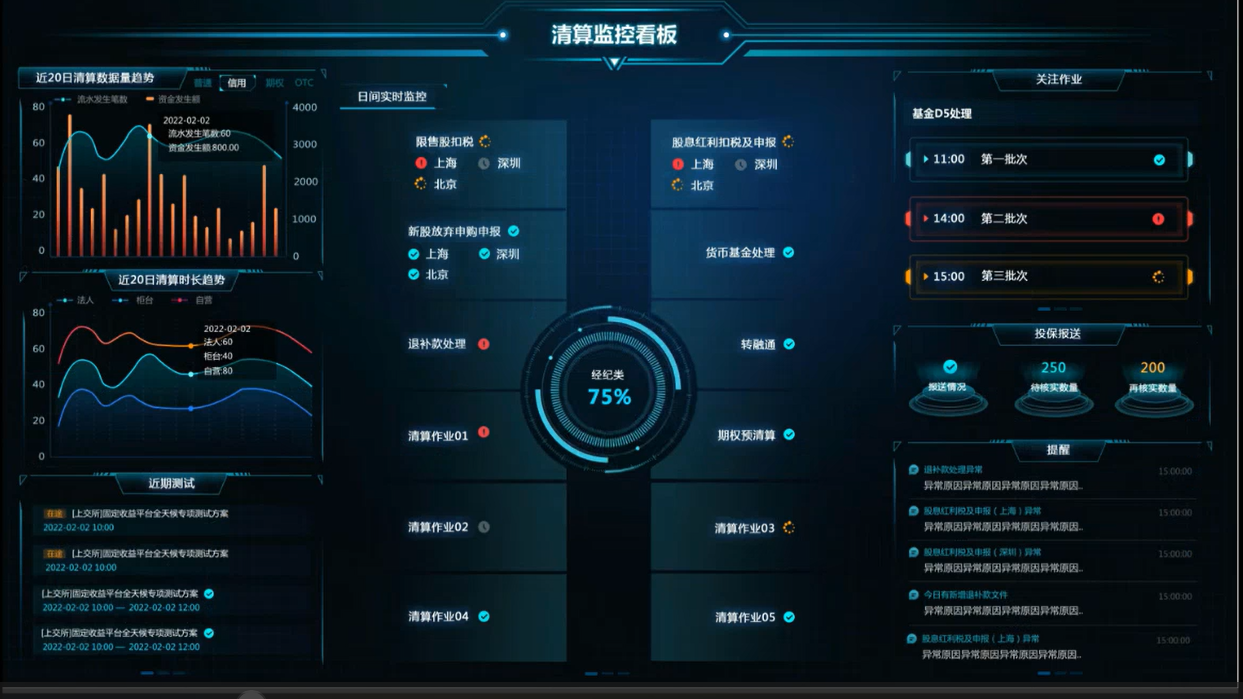 清算监控看板
近20日清算数据量趋势
普通 信用 期权 OTC
流水发生笔数 资金发生额
80 4000
60 3000
40 2000
20 1000
0 0
2022-02-02
流水发生笔数:60
资金发生额:800.00
近20日清算时长趋势
法人 柜台 自营
80
60
40
20
0
2022-02-02
法人:60
柜台:40
自营:80
近期测试
在途 [上交所]固定收益平台全天候专项测试方案
2022-02-02 10:00
在途 [上交所]固定收益平台全天候专项测试方案
2022-02-02 10:00
[上交所]固定收益平台全天候专项测试方案
2022-02-02 10:00 — 2022-02-02 12:00
[上交所]固定收益平台全天候专项测试方案
2022-02-02 10:00 — 2022-02-02 12:00
日间实时监控
限售股扣税
上海 深圳
北京
新股放弃申购申报
上海 深圳
北京
退补款处理
清算作业01
清算作业02
清算作业04
经纪类
75%
股息红利扣税及申报
上海 深圳
北京
货币基金处理
转融通
期权预清算
清算作业03
清算作业05
关注作业
基金D5处理
11:00 第一批次
14:00 第二批次
15:00 第三批次
投保报送
250 200
报送情况 待核实数量 再核实数量
提醒
退补款处理异常 15:00:00
异常原因异常原因异常原因异常原因..
股息红利税及申报（上海）异常 15:00:00
异常原因异常原因异常原因异常原因..
股息红利税及申报（深圳）异常 15:00:00
异常原因异常原因异常原因异常原因..
今日有新增退补款文件 15:00:00
异常原因异常原因异常原因异常原因..
股息红利税及申报（上海）异常 15:00:00
异常原因异常原因异常原因异常原因..